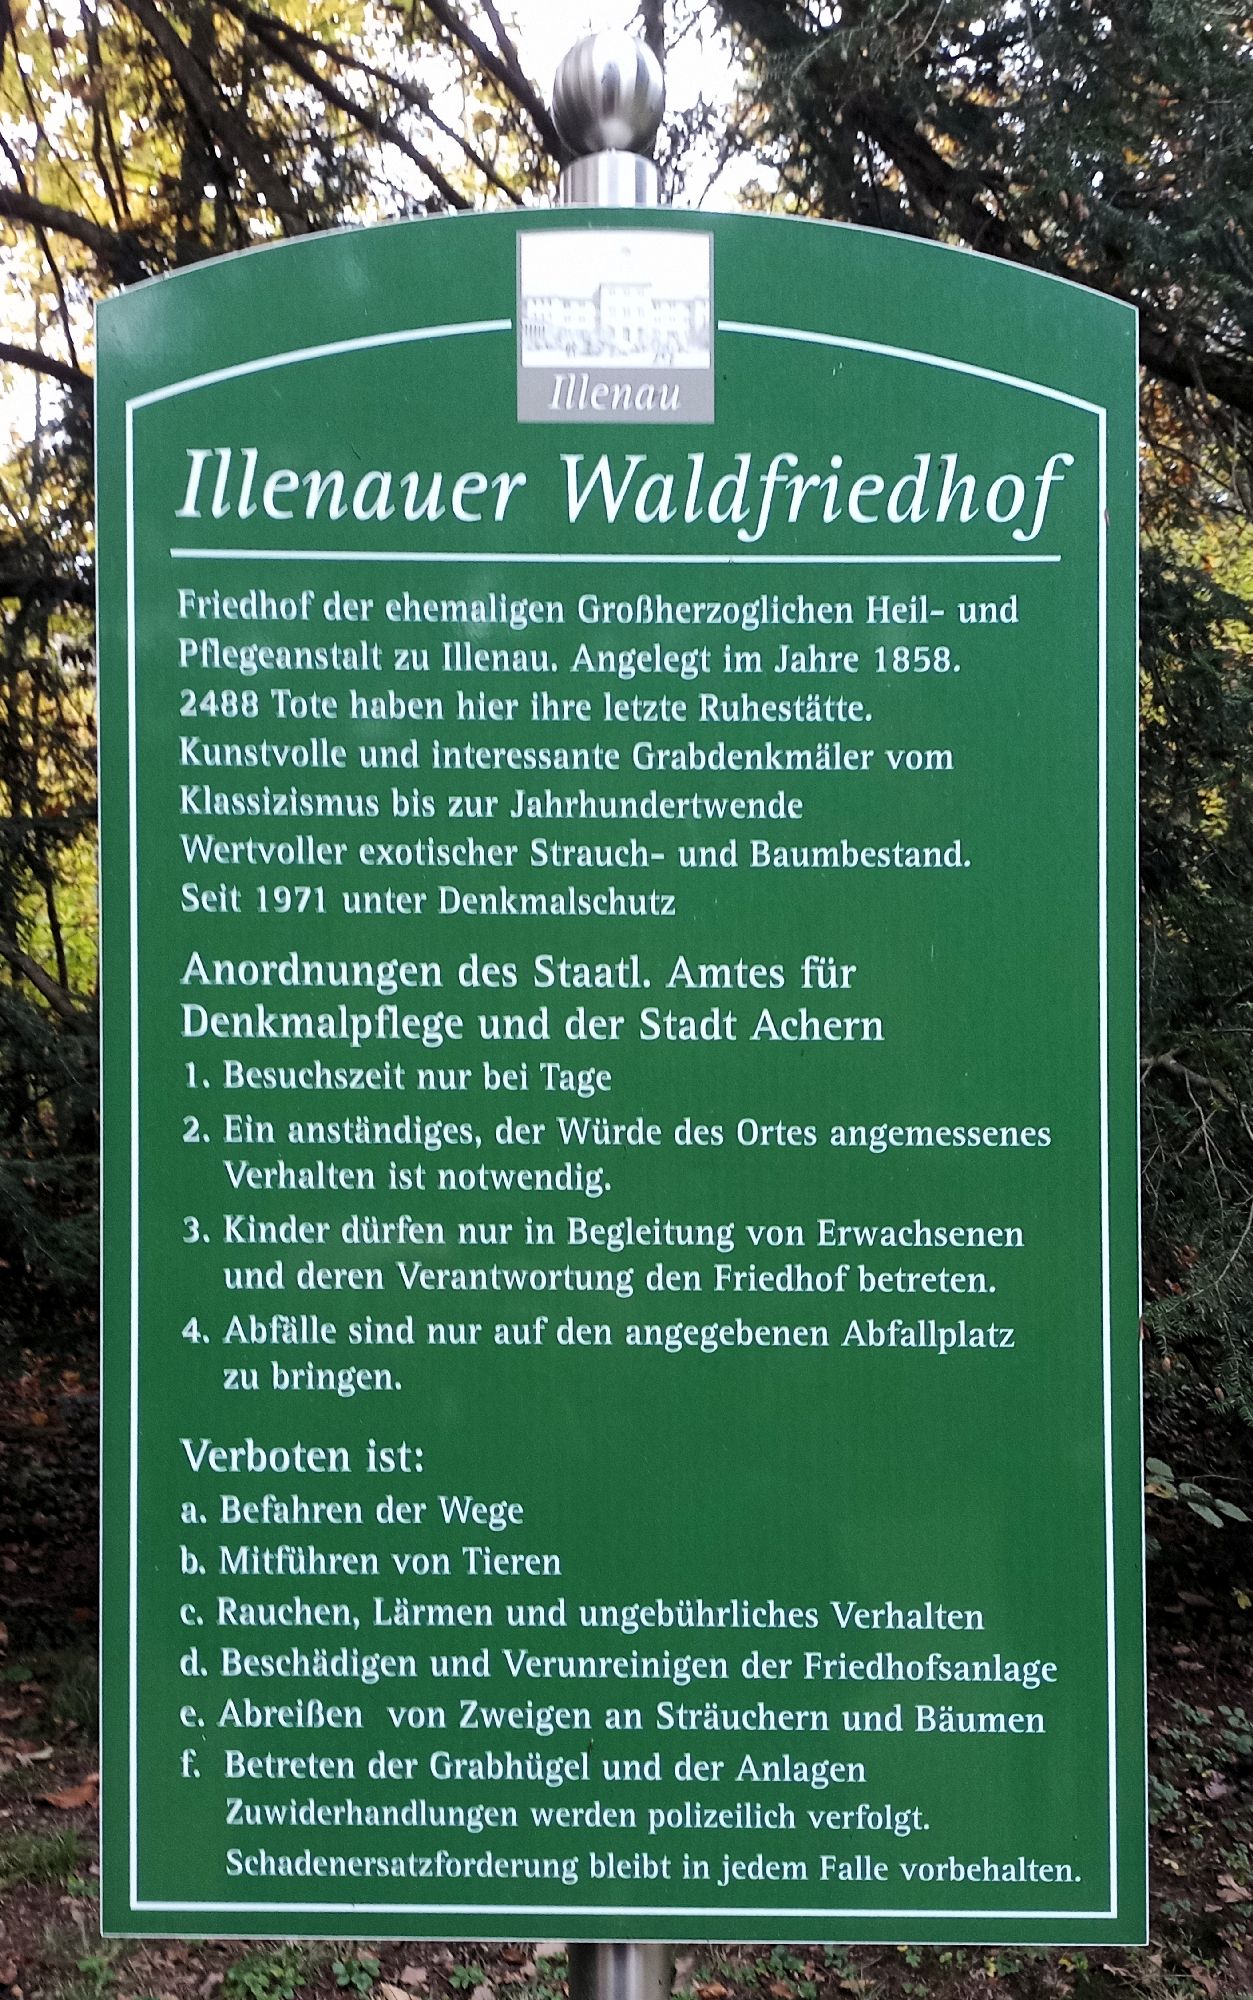 Illenau
Illenauer Waldfriedhof
Friedhof der ehemaligen Großherzoglichen Heil- und
Pflegeanstalt zu Illenau. Angelegt im Jahre 1858.
2488 Tote haben hier ihre letzte Ruhestätte.
Kunstvolle und interessante Grabdenkmäler vom
Klassizismus bis zur Jahrhundertwende
Wertvoller exotischer Strauch- und Baumbestand.
Seit 1971 unter Denkmalschutz
Anordnungen des Staatl. Amtes für
Denkmalpflege und der Stadt Achern
1. Besuchszeit nur bei Tage
2. Ein anständiges, der Würde des Ortes angemessenes
Verhalten ist notwendig.
3. Kinder dürfen nur in Begleitung von Erwachsenen
und deren Verantwortung den Friedhof betreten.
4. Abfälle sind nur auf den angegebenen Abfallplatz
zu bringen.
Verboten ist:
a. Befahren der Wege
b. Mitführen von Tieren
c. Rauchen, Lärmen und ungebührliches Verhalten
d. Beschädigen und Verunreinigen der Friedhofsanlage
e. Abreißen von Zweigen an Sträuchern und Bäumen
f. Betreten der Grabhügel und der Anlagen
Zuwiderhandlungen werden polizeilich verfolgt.
Schadenersatzforderung bleibt in jedem Falle vorbehalten.